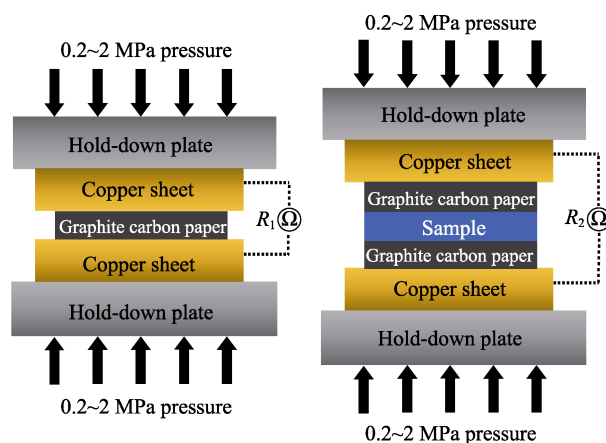 0.2~2 MPa pressure
Hold-down plate
Copper sheet
Graphite carbon paper
R1 Ω
Copper sheet
Hold-down plate
0.2~2 MPa pressure
0.2~2 MPa pressure
Hold-down plate
Copper sheet
Graphite carbon paper
Sample
R2 Ω
Graphite carbon paper
Copper sheet
Hold-down plate
0.2~2 MPa pressure